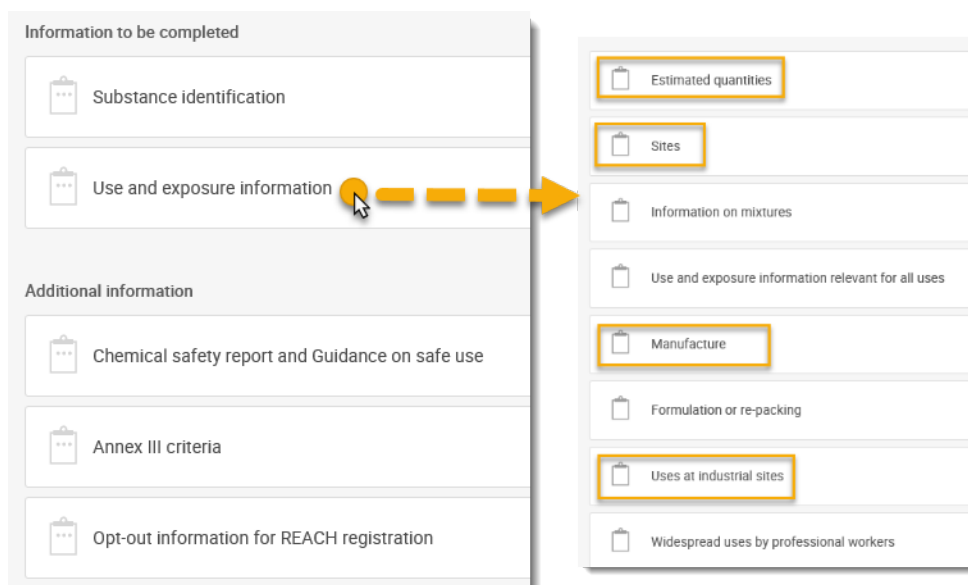 Information to be completed
Substance identification
Use and exposure information
Additional information
Chemical safety report and Guidance on safe use
Annex III criteria
Opt-out information for REACH registration
Estimated quantities
Sites
Information on mixtures
Use and exposure information relevant for all uses
Manufacture
Formulation or re-packing
Uses at industrial sites
Widespread uses by professional workers